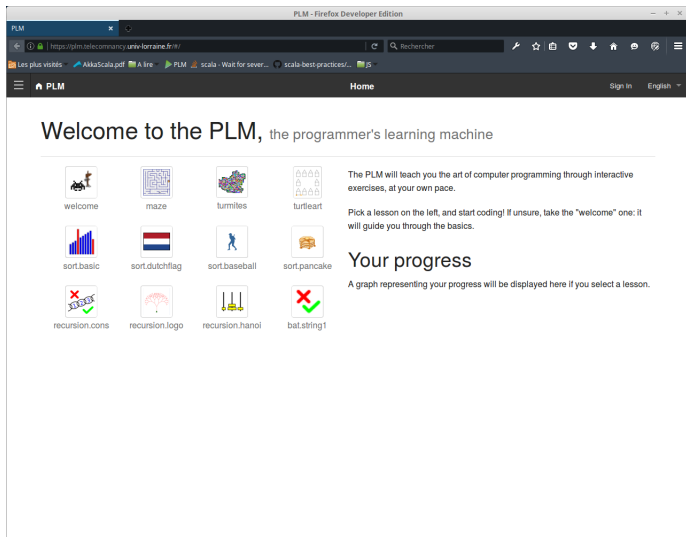 PLM - Firefox Developer Edition
PLM
https://plm.telecomnancy.univ-lorraine.fr/#/
Rechercher
Les plus visités
AkkaScala.pdf
A lire
PLM
scala - Wait for sever...
scala-best-practices/...
JS
PLM
Home
Sign In
English
Welcome to the PLM, the programmer's learning machine
welcome
maze
turmites
turtleart
sort.basic
sort.dutchflag
sort.baseball
sort.pancake
recursion.cons
recursion.logo
recursion.hanoi
bat.string1
The PLM will teach you the art of computer programming through interactive
exercises, at your own pace.
Pick a lesson on the left, and start coding! If unsure, take the "welcome" one: it
will guide you through the basics.
Your progress
A graph representing your progress will be displayed here if you select a lesson.